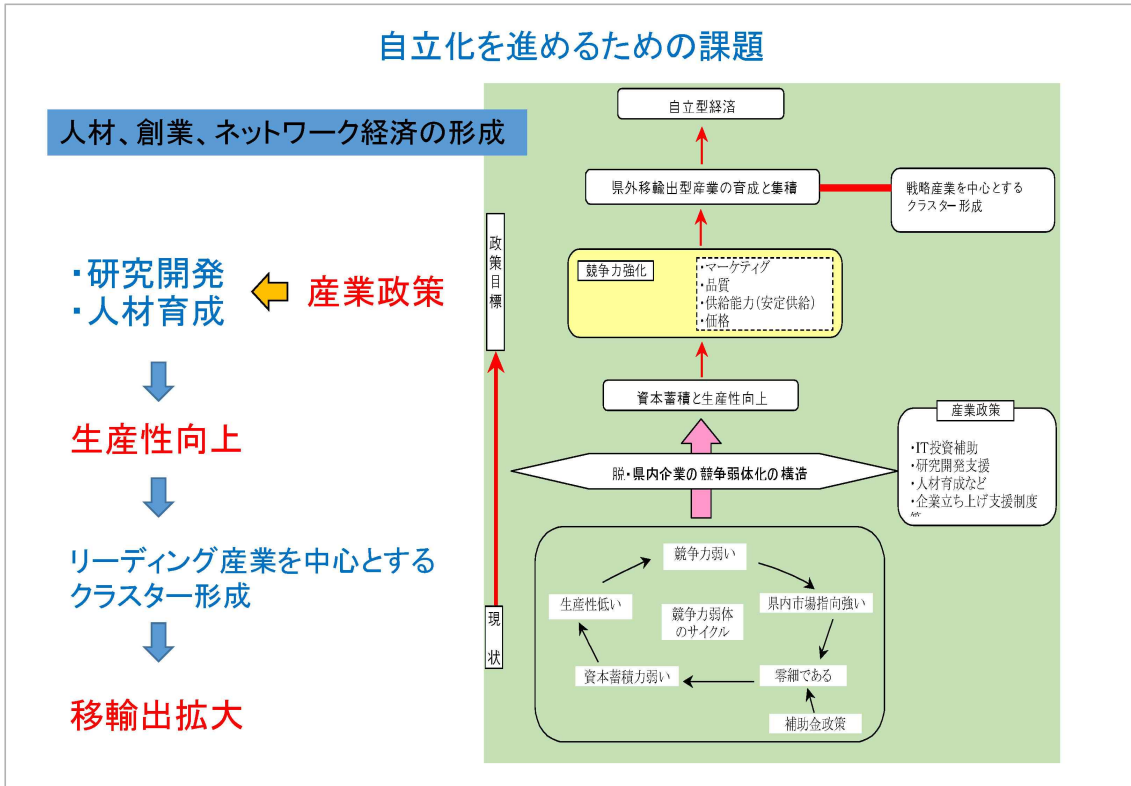 自立化を進めるための課題
人材、創業、ネットワーク経済の形成
・研究開発
・人材育成
産業政策
生産性向上
リーディング産業を中心とする
クラスター形成
移輸出拡大
自立型経済
県外移輸出型産業の育成と集積
戦略産業を中心とする
クラスター形成
政策目標
競争力強化
・マーケティグ
・品質
・供給能力(安定供給)
・価格
資本蓄積と生産性向上
産業政策
・IT投資補助
・研究開発支援
・人材育成など
・企業立ち上げ支援制度
脱・県内企業の競争弱体化の構造
現状
競争力弱い
生産性低い
県内市場指向強い
競争力弱体
のサイクル
資本蓄積力弱い
零細である
補助金政策